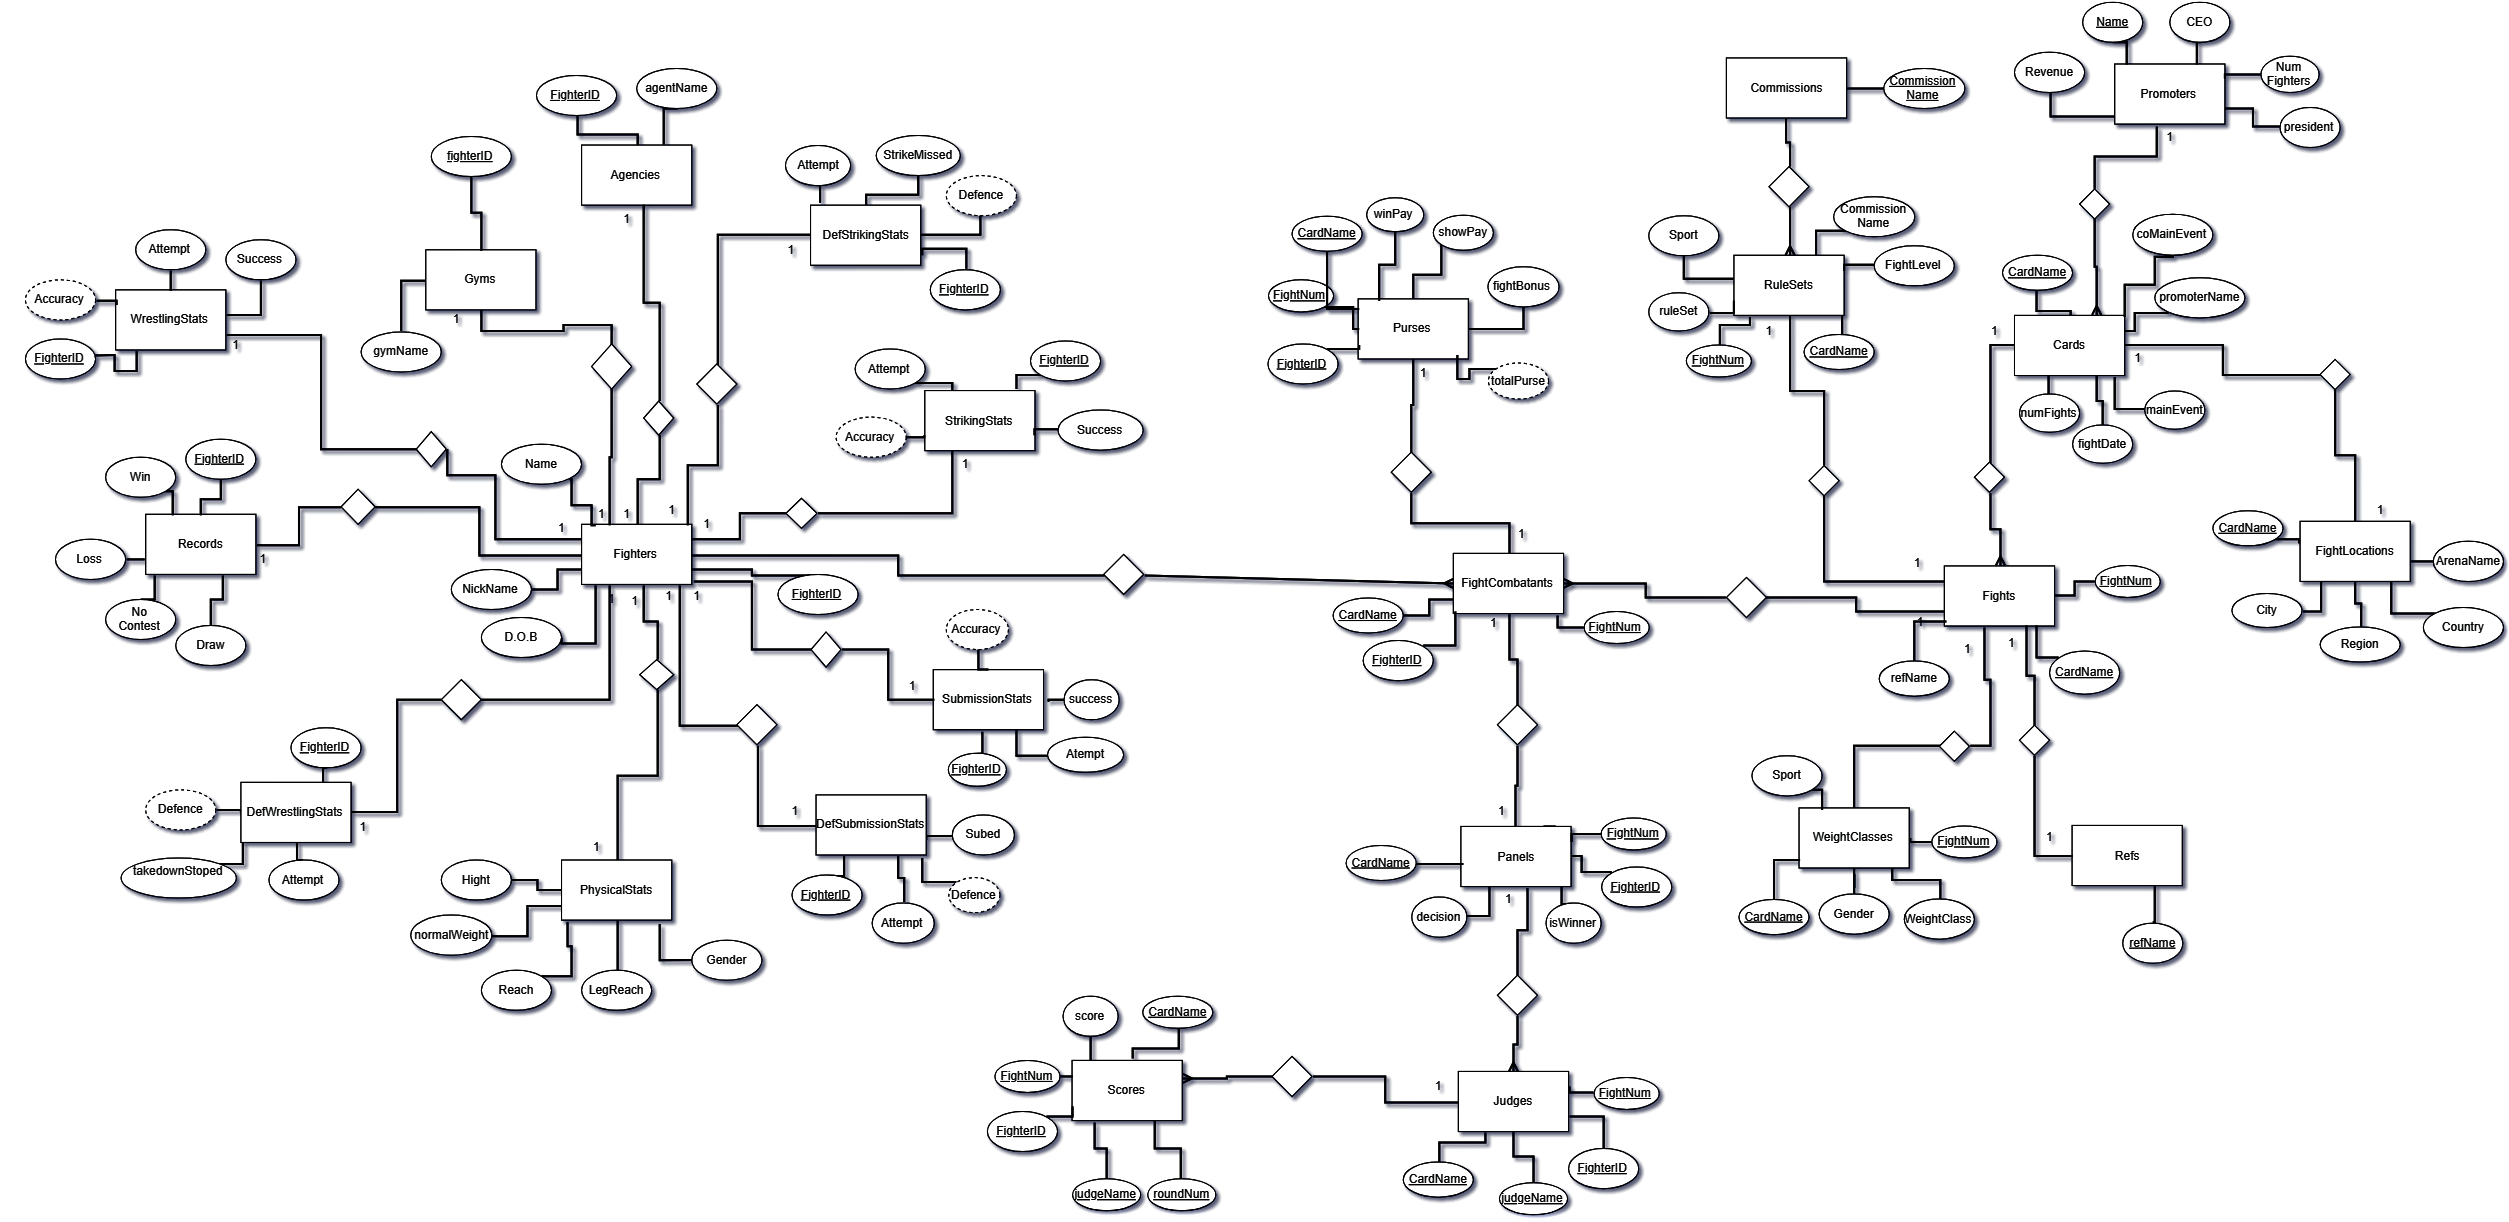 Name
CEO
Revenue
Num
Fighters
Promoters
president
1
Commissions
Commission
Name
FighterID
agentName
Agencies
1
fighterID
Gyms
1
gymName
Attempt
StrikeMissed
Defence
DefStrikingStats
1
FighterID
Attempt
Success
Accuracy
WrestlingStats
1
FighterID
Attempt
FighterID
StrikingStats
Accuracy
Success
1
CardName
winPay
showPay
FightNum
fightBonus
Purses
FighterID
1
totalPurse
Sport
Commission
Name
FightLevel
RuleSets
ruleSet
1
FightNum
CardName
coMainEvent
CardName
promoterName
1
Cards
1
numFights
mainEvent
fightDate
Win
FighterID
Records
1
Loss
No
Contest
Draw
Name
1
1
1
1
1
Fighters
NickName
FighterID
D.O.B
1
1
1
1
1
FightCombatants
CardName
FighterID
FightNum
1
1
Fights
FightNum
1
refName
1
1
CardName
1
CardName
FightLocations
ArenaName
City
Region
Country
Accuracy
1
SubmissionStats
success
FighterID
Atempt
FighterID
Defence
DefWrestlingStats
1
takedownStoped
Attempt
1
Hight
PhysicalStats
normalWeight
Reach
LegReach
Gender
1
DefSubmissionStats
Subed
FighterID
Attempt
Defence
1
FightNum
CardName
Panels
FighterID
decision
1
isWinner
Sport
WeightClasses
FightNum
CardName
Gender
WeightClass
1
Refs
refName
score
CardName
FightNum
Scores
FighterID
judgeName
roundNum
1
Judges
FightNum
CardName
judgeName
FighterID